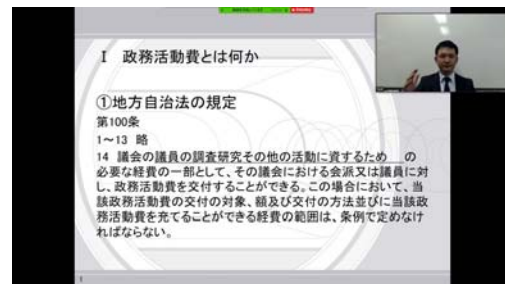 I 政務活動費とは何か
①地方自治法の規定
第100条
1~13 略
14 議会の議員の調査研究その他の活動に資するため の
必要な経費の一部として、その議会における会派又は議員に対
し、政務活動費を交付することができる。この場合において、当
該政務活動費の交付の対象、額及び交付の方法並びに当該政
務活動費を充てることができる経費の範囲は、条例で定めなけ
ればならない。
1